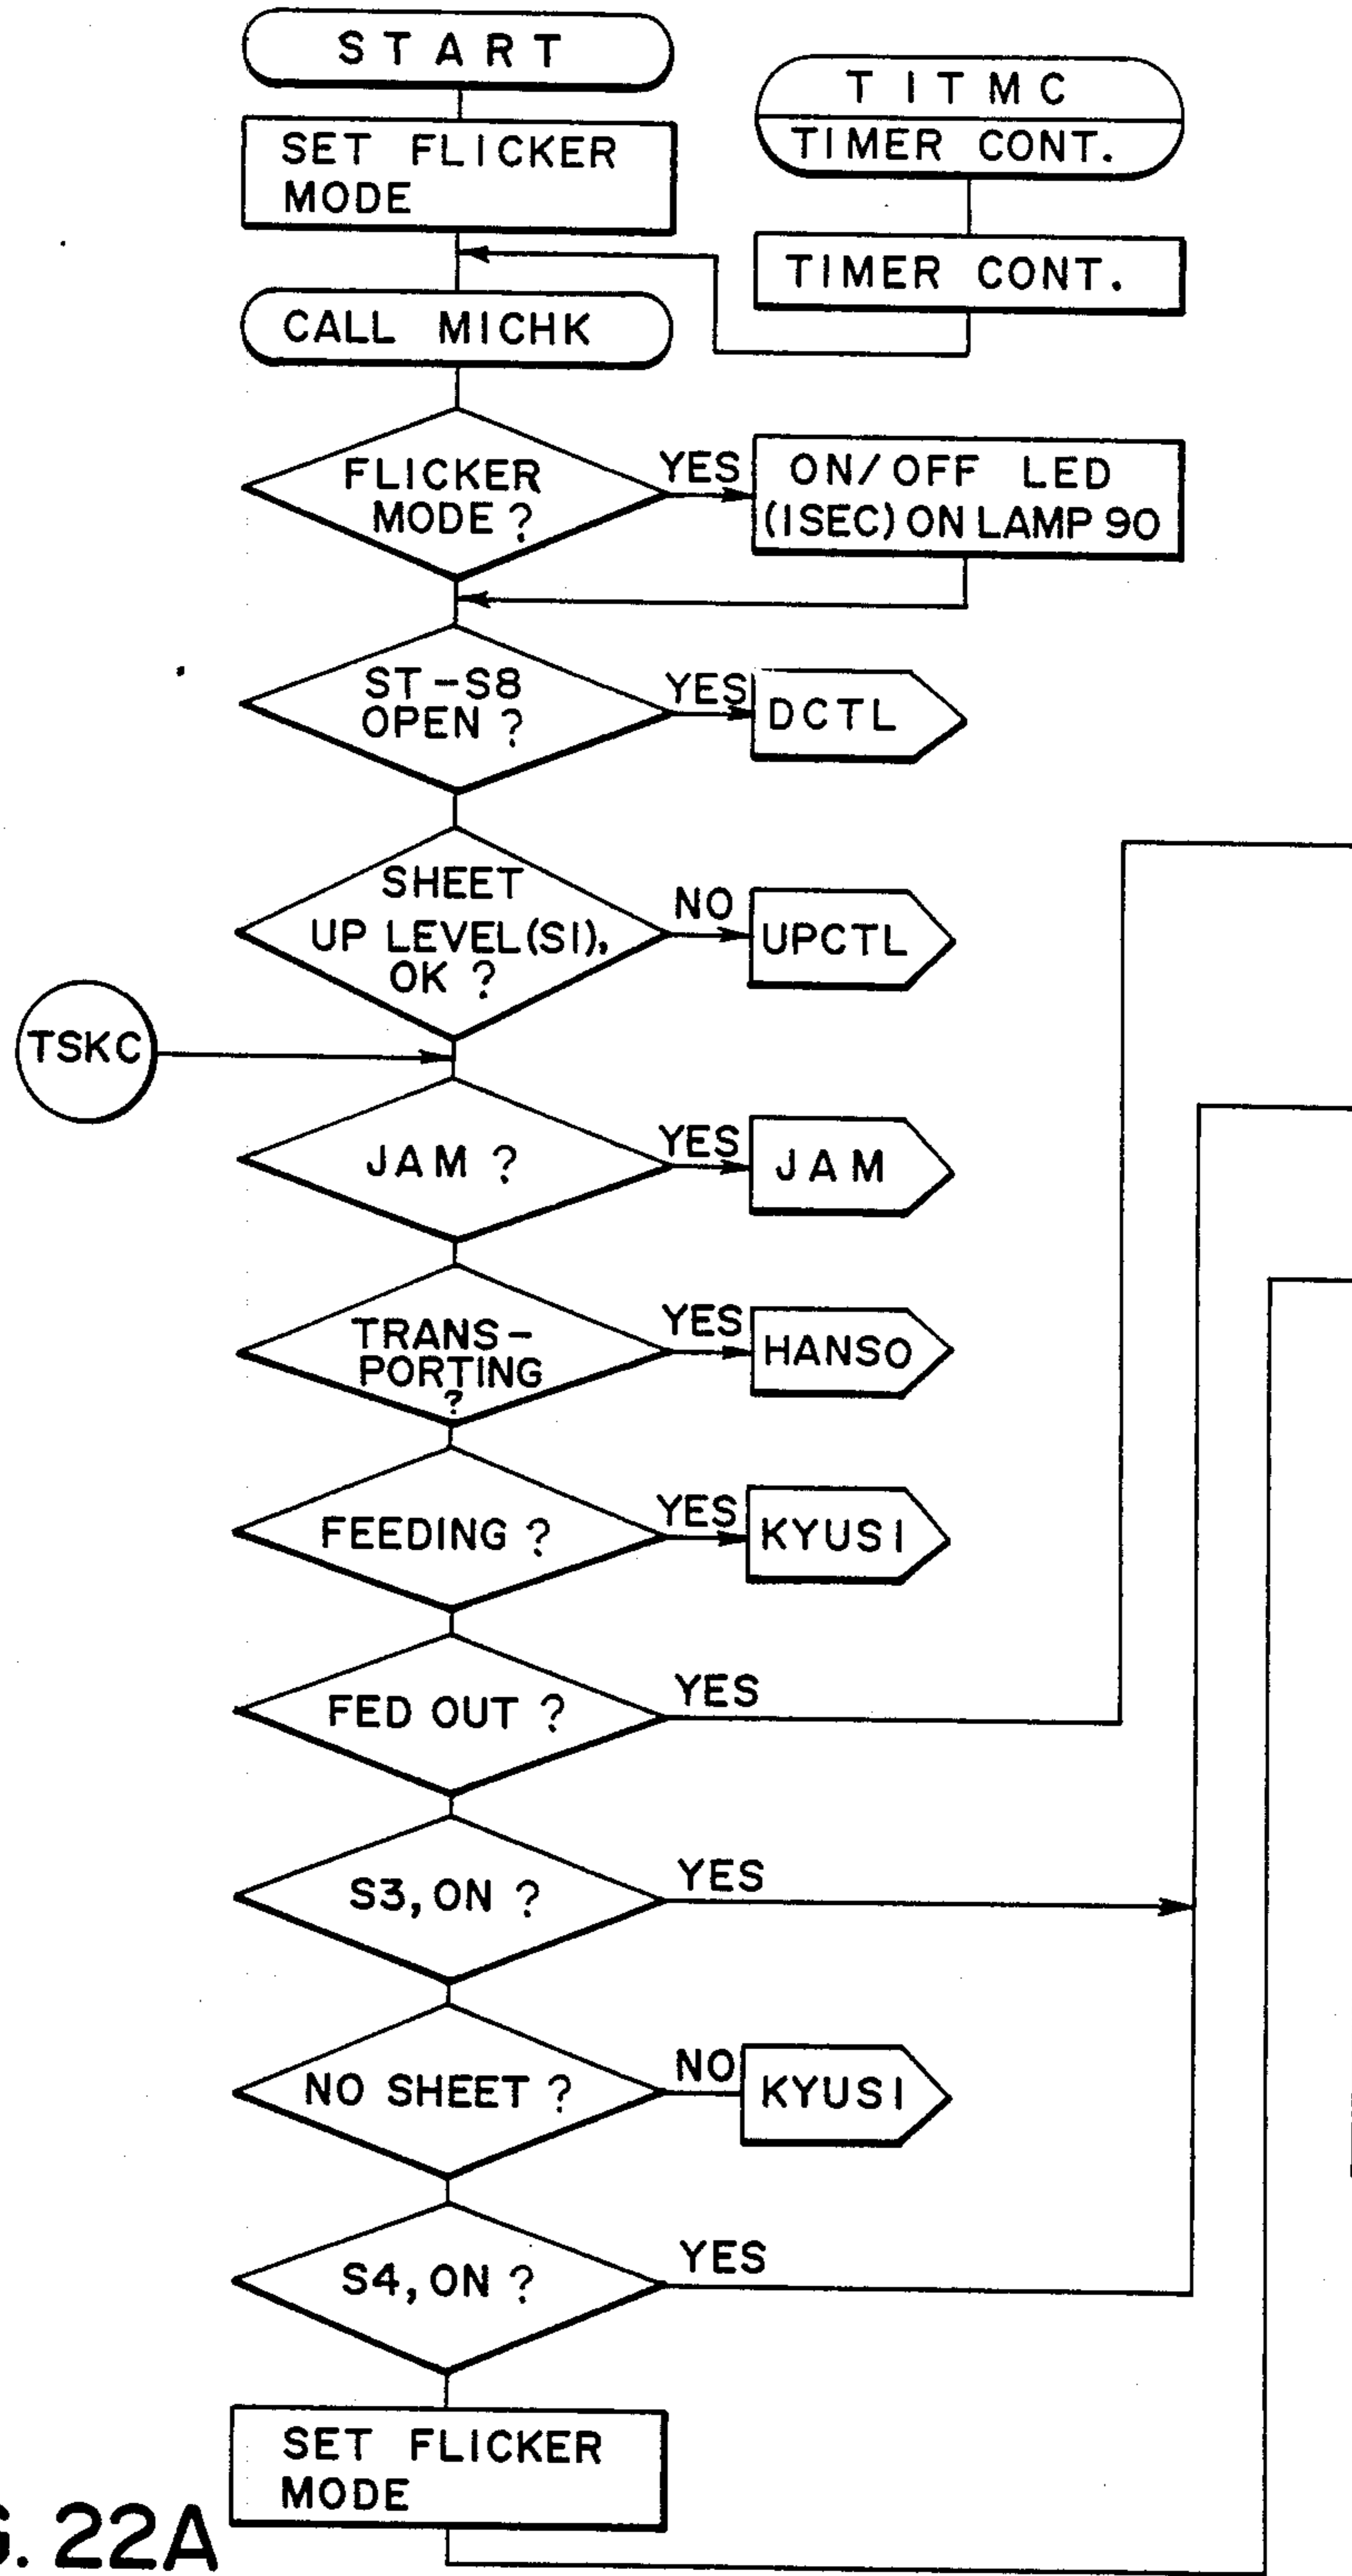 START
SET FLICKER
MODE
TITMC
TIMER CONT.
TIMER CONT.
CALL MICHK
FLICKER
MODE?
YES
ON/OFF LED
(1SEC) ON LAMP 90
ST-S8
OPEN?
YES
DCTL
SHEET
UP LEVEL(S1),
OK?
NO
UPCTL
TSKC
JAM?
YES
JAM
TRANS-
PORTING
?
YES
HANSO
FEEDING?
YES
KYUSI
FED OUT?
YES
S3, ON?
YES
NO SHEET?
NO
KYUSI
S4, ON?
YES
SET FLICKER
MODE
G. 22A